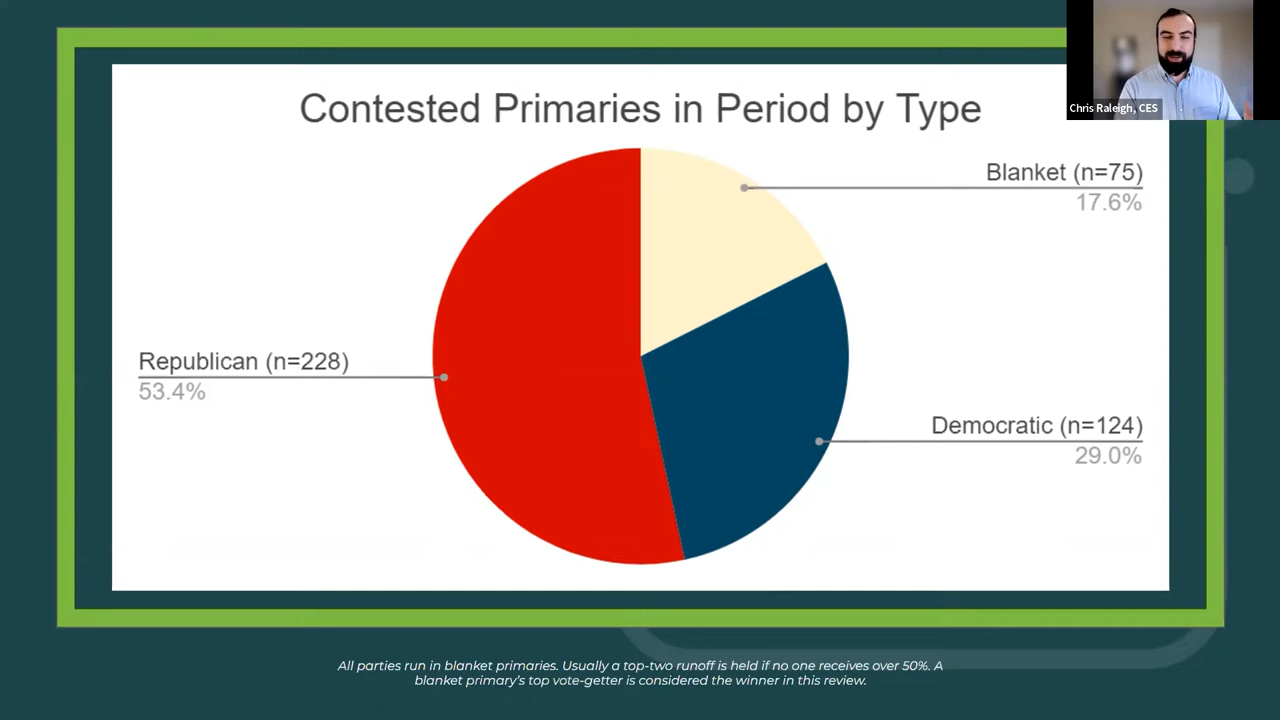 Chris Raleigh, CES
Contested Primaries in Period by Type
Blanket (n=75)
17.6%
Republican (n=228)
53.4%
Democratic (n=124)
29.0%
All parties run in blanket primaries. Usually a top-two runoff is held if no one receives over 50%. A
blanket primary's top vote-getter is considered the winner in this review.